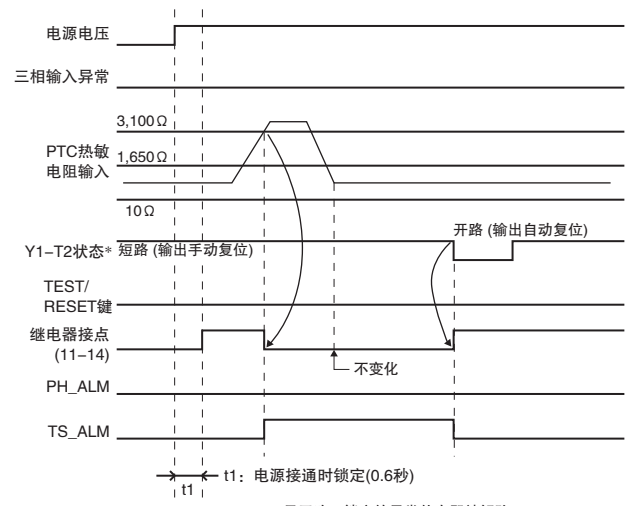 电源电压
三相输入异常
3,100Ω
PTC热敏
电阻输入
1,650Ω
10Ω
开路 (输出自动复位)
Y1-T2状态* 短路 (输出手动复位)
TEST/
RESET键
继电器接点
(11-14)
不变化
PH_ALM
TS_ALM
t1
t1：电源接通时锁定(0.6秒)